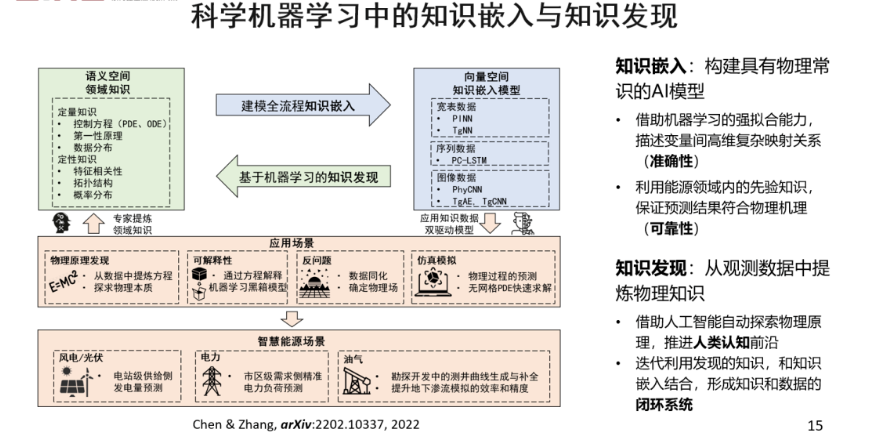 科学机器学习中的知识嵌入与知识发现
语义空间
领域知识
定量知识
• 控制方程（PDE、ODE）
• 第一性原理
• 数据分布
定性知识
• 特征相关性
• 拓扑结构
• 概率分布
建模全流程知识嵌入
基于机器学习的知识发现
向量空间
知识嵌入模型
宽表数据
• PINN
• TgNN
序列数据
• PC-LSTM
图像数据
• PhyCNN
• TgAE、TgCNN
专家提炼
领域知识
应用知识数据
双驱动模型
应用场景
物理原理发现
E=MC²
• 从数据中提炼方程
• 探求物理本质
可解释性
• 通过方程解释
机器学习黑箱模型
反问题
• 数据同化
• 确定物理场
仿真模拟
• 物理过程的预测
• 无网格PDE快速求解
智慧能源场景
风电/光伏
• 电站级供给侧
发电量预测
电力
• 市区级需求侧精准
电力负荷预测
油气
• 勘探开发中的测井曲线生成与补全
• 提升地下渗流模拟的效率和精度
知识嵌入：构建具有物理常
识的AI模型
• 借助机器学习的强拟合能力，
描述变量间高维复杂映射关系
（准确性）
• 利用能源领域内的先验知识，
保证预测结果符合物理机理
（可靠性）
知识发现：从观测数据中提
炼物理知识
• 借助人工智能自动探索物理原
理，推进人类认知前沿
• 迭代利用发现的知识，和知识
嵌入结合，形成知识和数据的
闭环系统
Chen & Zhang, arXiv:2202.10337, 2022
15